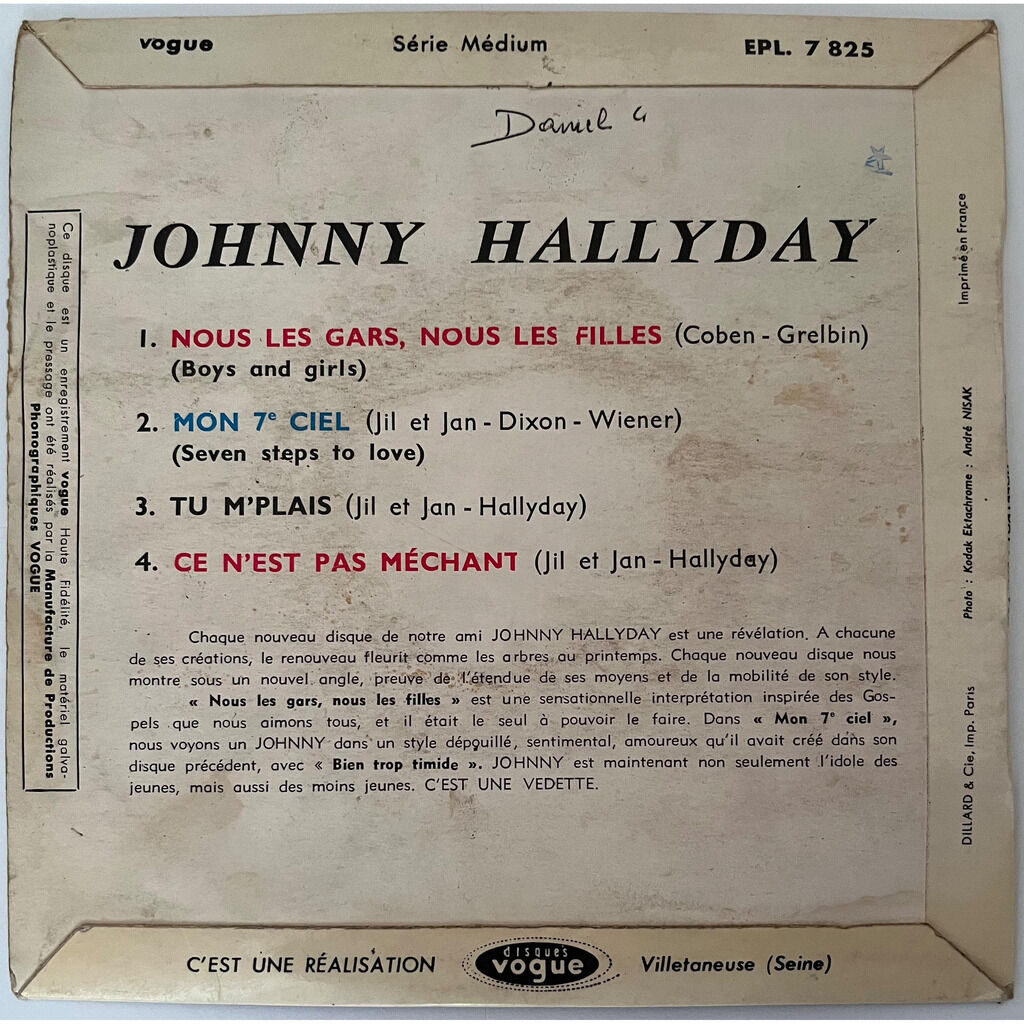 vogue Série Médium EPL. 7 825
Daniel G
JOHNNY HALLYDAY
1. NOUS LES GARS, NOUS LES FILLES (Coben - Grelbin)
(Boys and girls)
2. MON 7e CIEL (Jil et Jan - Dixon - Wiener)
(Seven steps to love)
3. TU M'PLAIS (Jil et Jan - Hallyday)
4. CE N'EST PAS MÉCHANT (Jil et Jan - Hallyday)
Chaque nouveau disque de notre ami JOHNNY HALLYDAY est une révélation. A chacune
de ses créations, le renouveau fleurit comme les arbres au printemps. Chaque nouveau disque nous
montre sous un nouvel angle, preuve de l'étendue de ses moyens et de la mobilité de son style.
« Nous les gars, nous les filles » est une sensationnelle interprétation inspirée des Gos-
pels que nous aimons tous, et il était le seul à pouvoir le faire. Dans « Mon 7e ciel »,
nous voyons un JOHNNY dans un style dépouillé, sentimental, amoureux qu'il avait créé dans son
disque précédent, avec « Bien trop timide ». JOHNNY est maintenant non seulement l'idole des
jeunes, mais aussi des moins jeunes. C'EST UNE VEDETTE.
Ce disque est un enregistrement vogue Haute Fidélité, le matériel galva-
noplastique et le pressage ont été réalisés par la Manufacture de Productions
Phonographiques VOGUE
Imprimé en France
Photo : Kodak Ektachrome : André NISAK
DILLARD & Cie, Imp. Paris
C'EST UNE RÉALISATION disques vogue Villetaneuse (Seine)